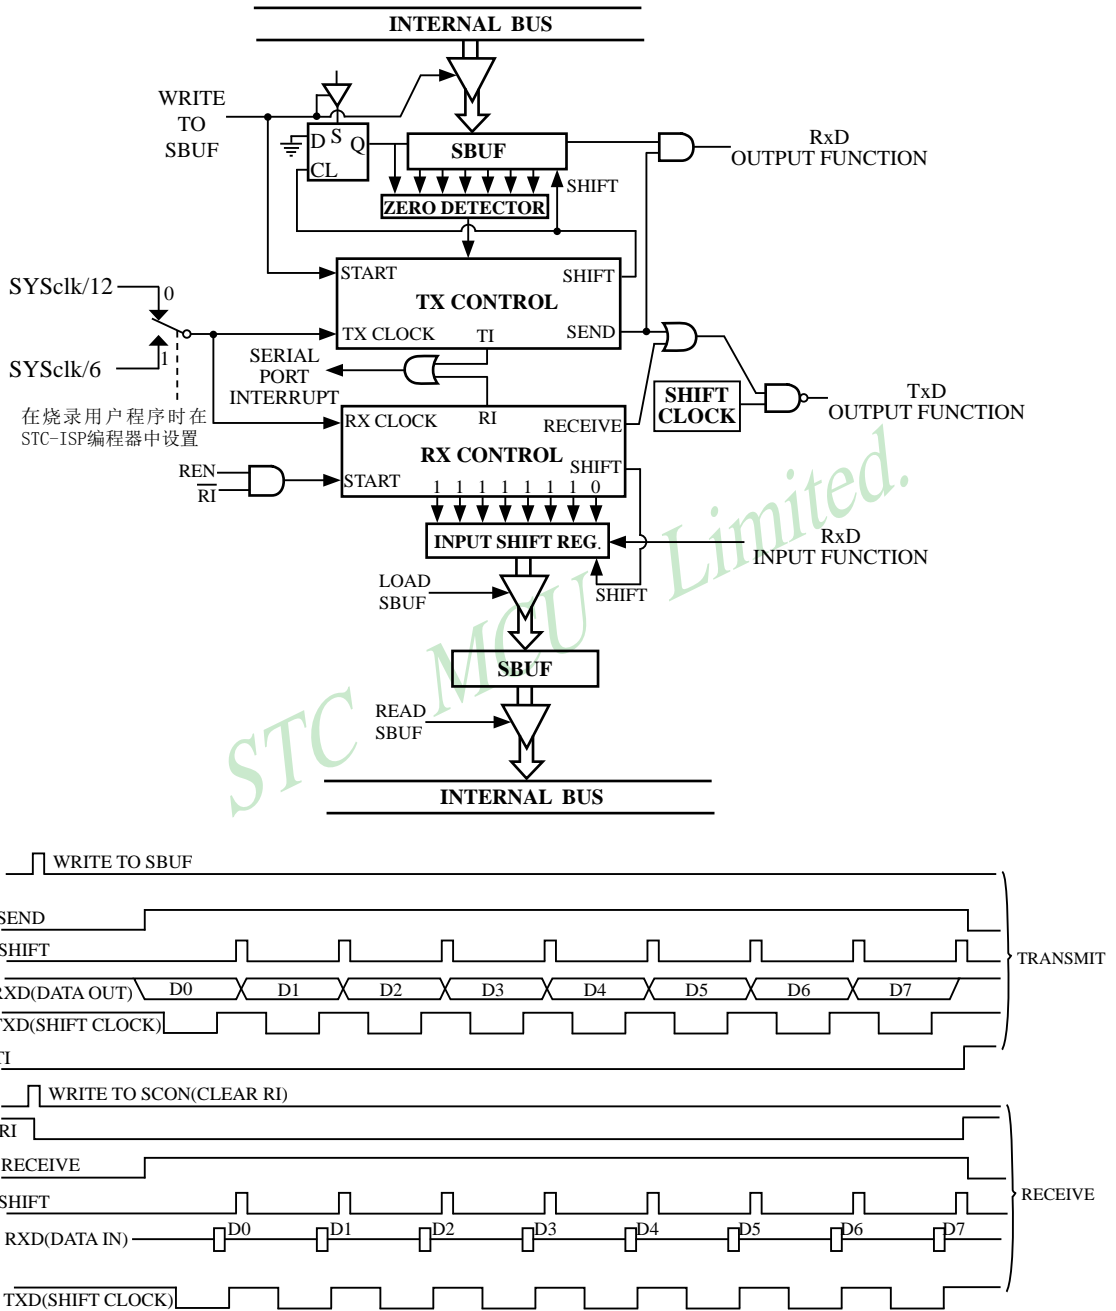 INTERNAL BUS
WRITE
TO
SBUF
D S Q
CL
SBUF
SHIFT
ZERO DETECTOR
RxD
OUTPUT FUNCTION
SYSclk/12
0
SYSclk/6
1
在烧录用户程序时在
STC-ISP编程器中设置
START
SHIFT
TX CONTROL
TX CLOCK
TI
SEND
SERIAL
PORT
INTERRUPT
SHIFT
CLOCK
TxD
OUTPUT FUNCTION
RX CLOCK
RI
RECEIVE
RX CONTROL
SHIFT
START
REN
RI
1 1 1 1 1 1 1 0
INPUT SHIFT REG.
RxD
INPUT FUNCTION
LOAD
SBUF
SHIFT
SBUF
READ
SBUF
INTERNAL BUS
STC MCU Limited.
WRITE TO SBUF
SEND
SHIFT
RXD(DATA OUT) D0 D1 D2 D3 D4 D5 D6 D7
TXD(SHIFT CLOCK)
TI
TRANSMIT
WRITE TO SCON(CLEAR RI)
RI
RECEIVE
SHIFT
RXD(DATA IN) D0 D1 D2 D3 D4 D5 D6 D7
TXD(SHIFT CLOCK)
RECEIVE